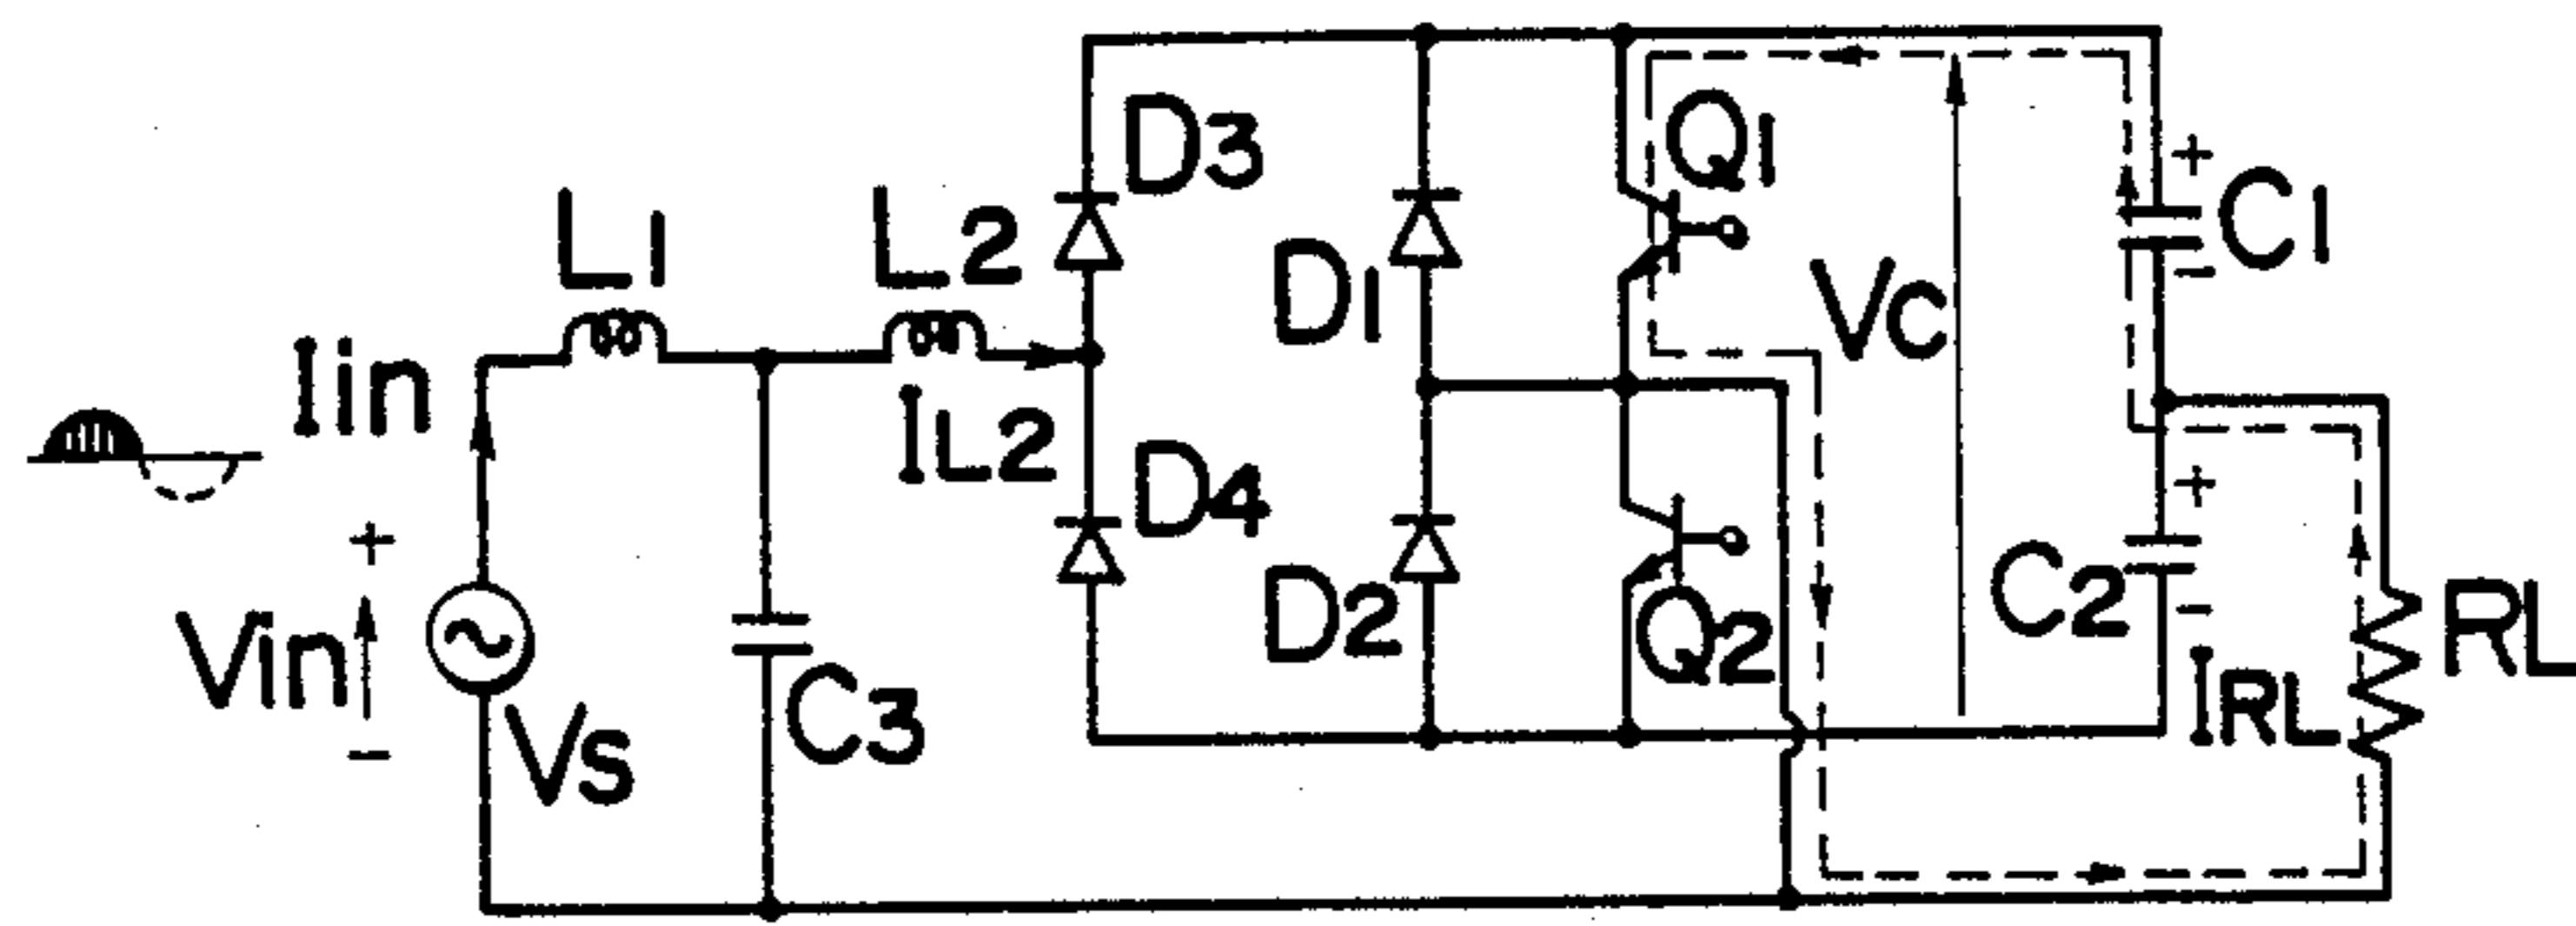 D3
Q1
+
C1
-
L1
L2
D1
Vc
Iin
IL2
D4
+
C2
-
+
Vin
-
Vs
C3
D2
Q2
IRL
RL